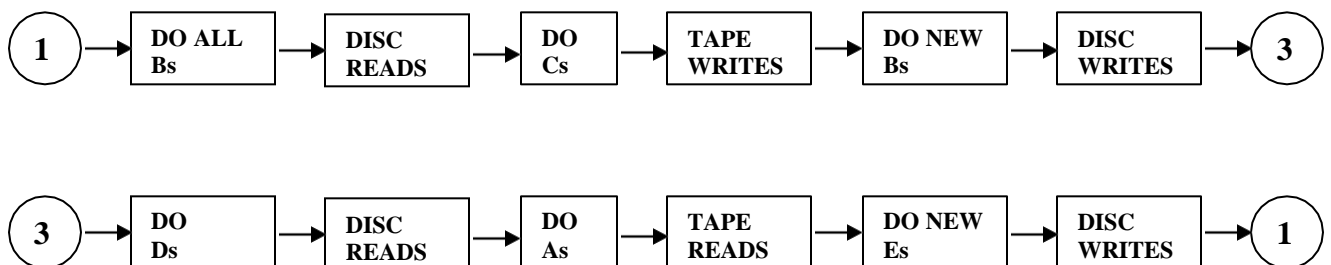 1
DO ALL
Bs
DISC
READS
DO
Cs
TAPE
WRITES
DO NEW
Bs
DISC
WRITES
3
3
DO
Ds
DISC
READS
DO
As
TAPE
READS
DO NEW
Es
DISC
WRITES
1